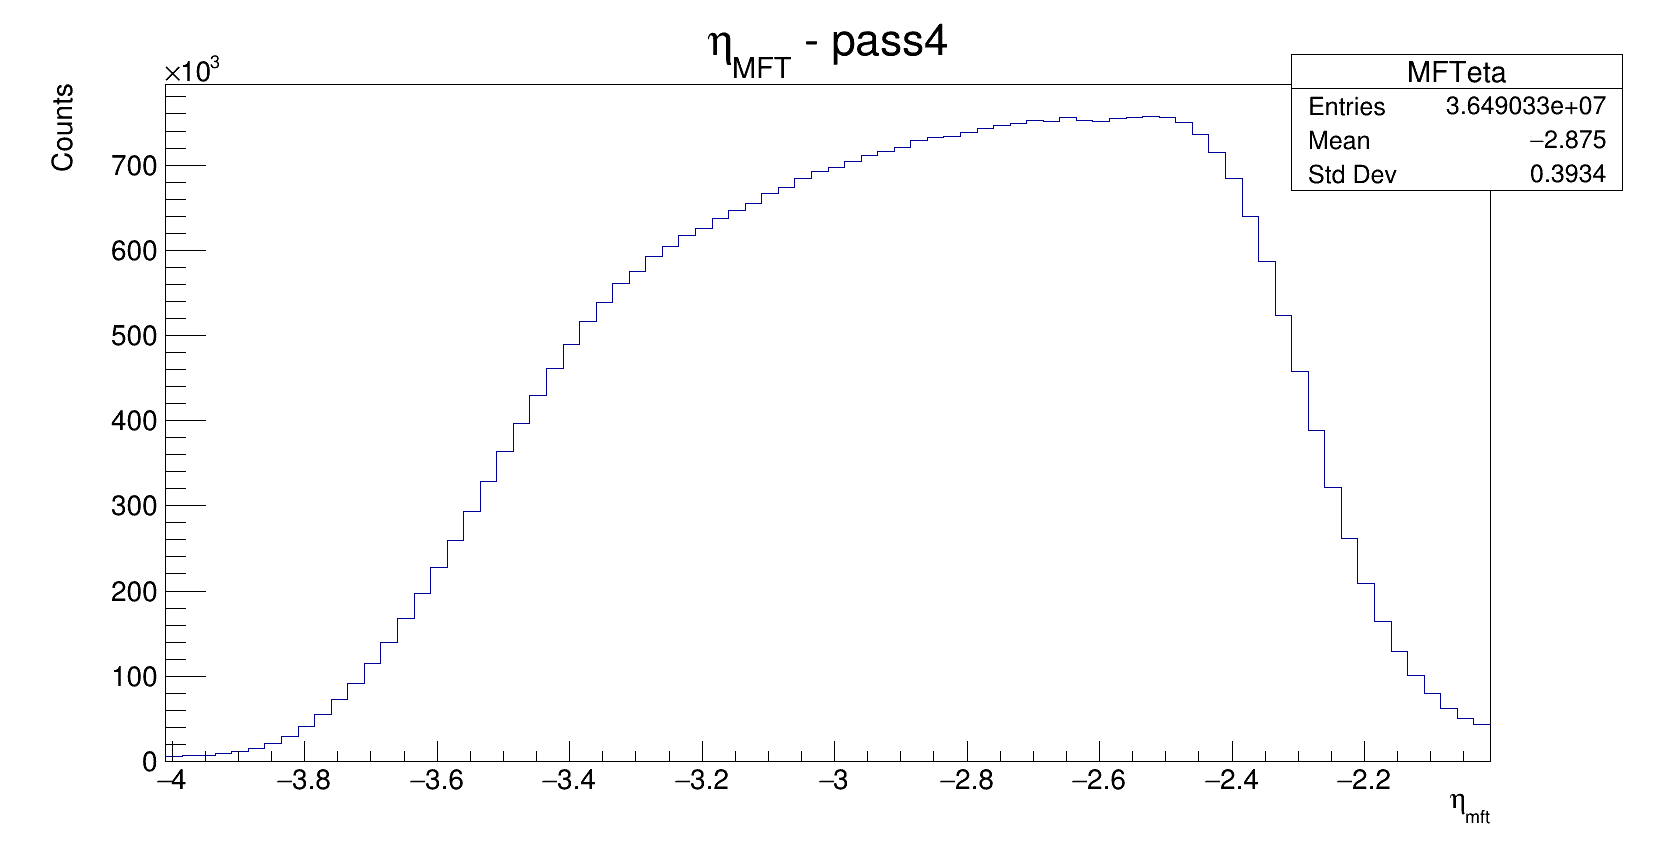 η_MFT - pass4
×10³
Counts
MFTeta
Entries 3.649033e+07
Mean −2.875
Std Dev 0.3934
700
600
500
400
300
200
100
0
−4 −3.8 −3.6 −3.4 −3.2 −3 −2.8 −2.6 −2.4 −2.2
η_mft